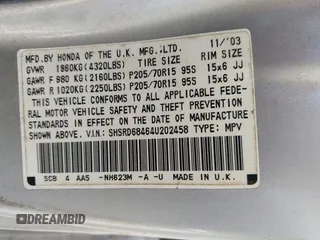 MFD.BY HONDA OF THE U.K. MFG.,LTD. 11/'03
GVWR 1960KG(4320LBS) TIRE SIZE RIM SIZE
GAWR F 980 KG(2160LBS) P205/70R15 95S 15x6 JJ
GAWR R 1020KG(2250LBS) P205/70R15 95S 15x6 JJ
THIS VEHICLE CONFORMS TO ALL APPLICABLE FEDE-
RAL MOTOR VEHICLE SAFETY AND THEFT PREVENTION
STANDARDS IN EFFECT ON THE DATE OF MANUFACTURE
SHOWN ABOVE. V.I.N: SHSRD68464U202458 TYPE: MPV
SCB 4 AA5 -NH623M -A -U MADE IN U.K.
© DREAMBID
DREAMBID